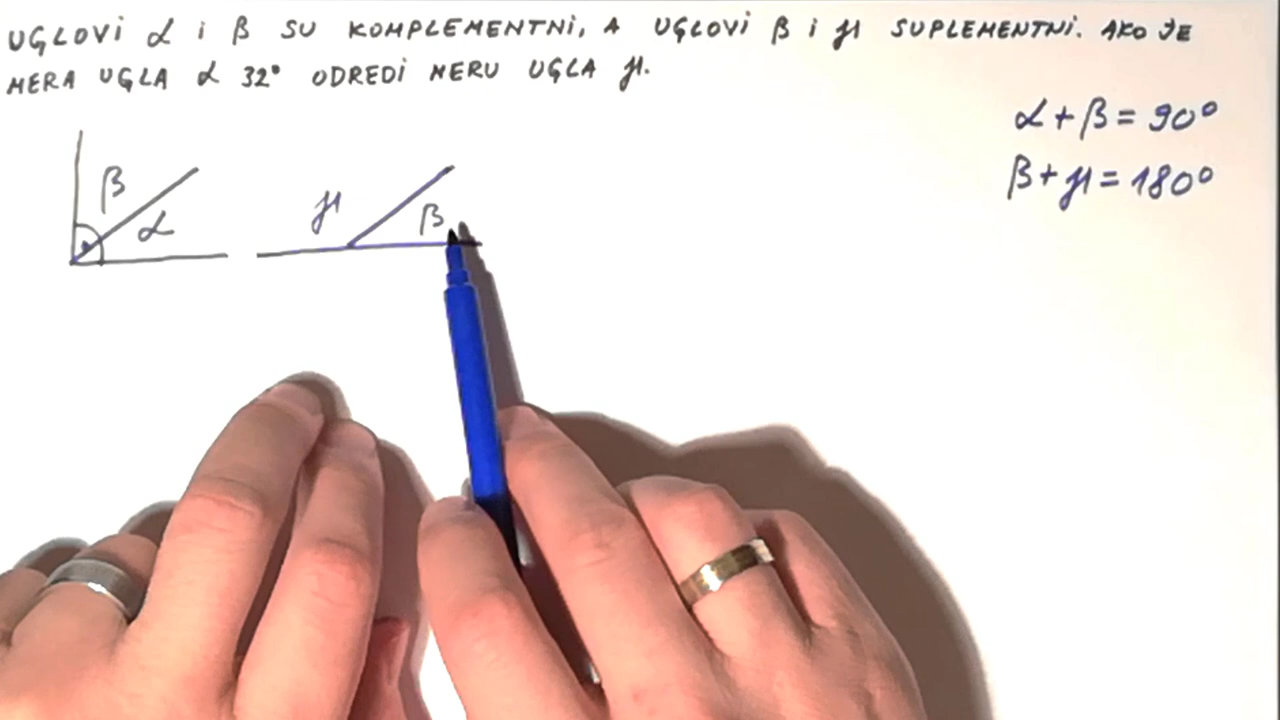 UGLOVI α I β SU KOMPLEMENTNI, A UGLOVI β I γ SUPLEMENTNI. AKO JE
MERA UGLA α 32° ODREDI MERU UGLA γ.
α + β = 90°
β + γ = 180°
β
α
γ
β